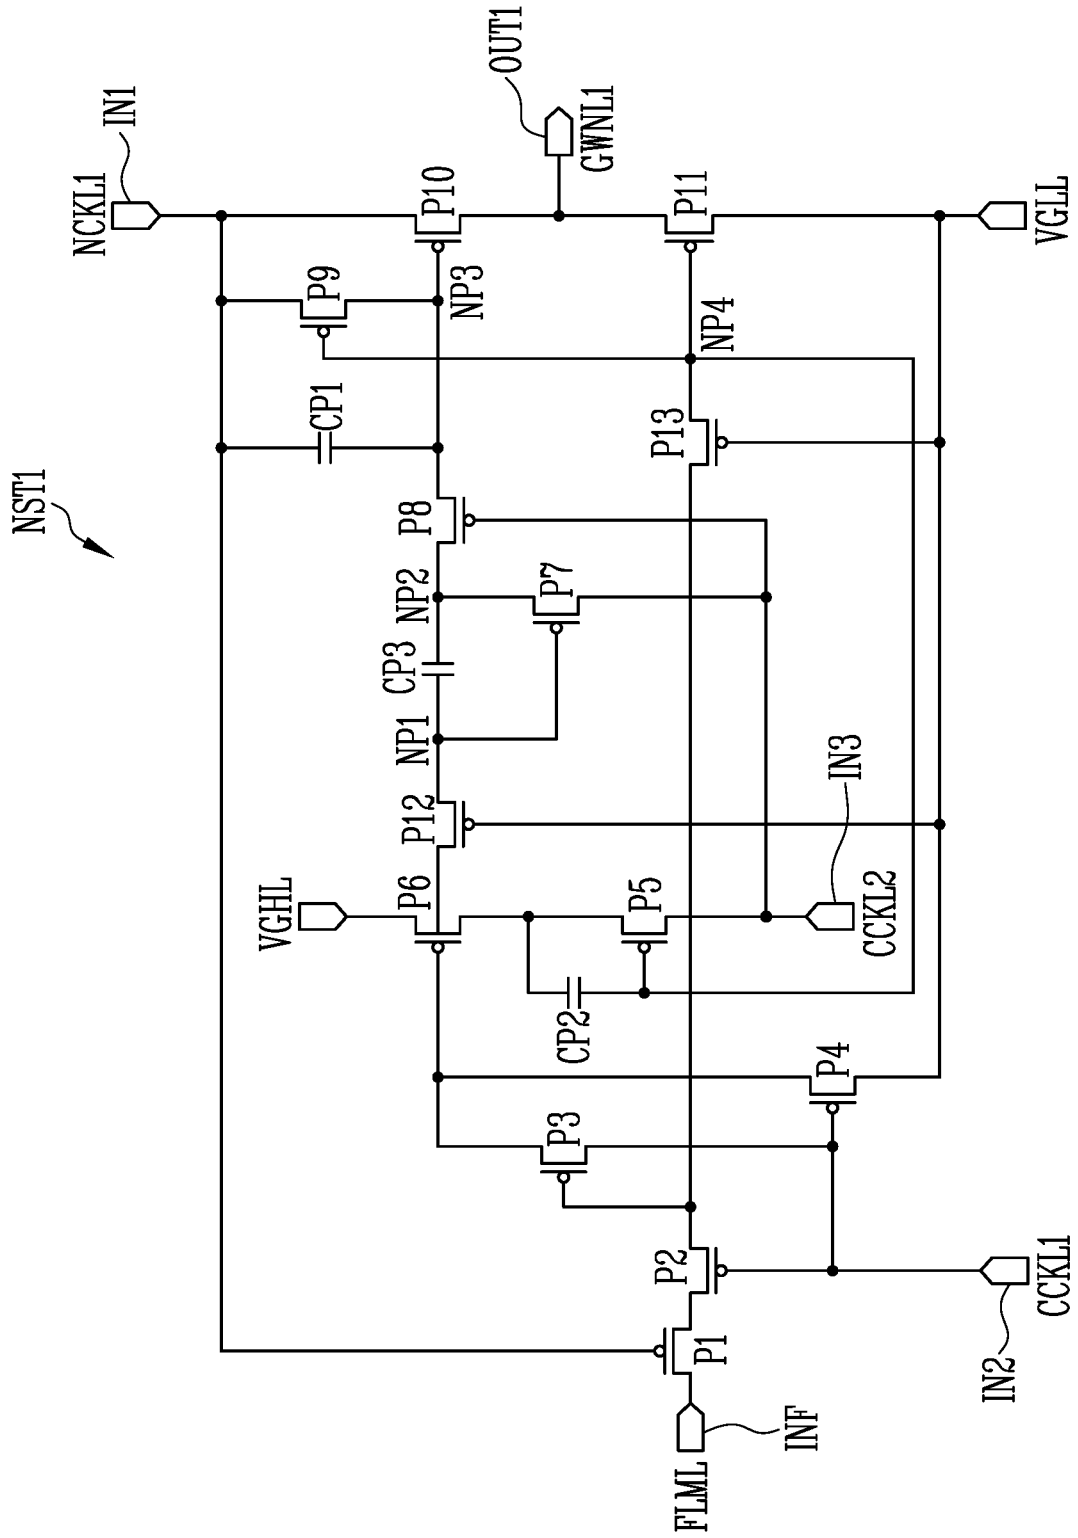 NST1
NCKL1
IN1
OUT1
GWNL1
P10
P9
NP3
CP1
P11
NP4
P13
P8
NP2
P7
CP3
NP1
P12
P6
VGHL
P5
CP2
IN3
CCKL2
VGLL
P4
P3
P2
P1
FLML
INF
IN2
CCKL1